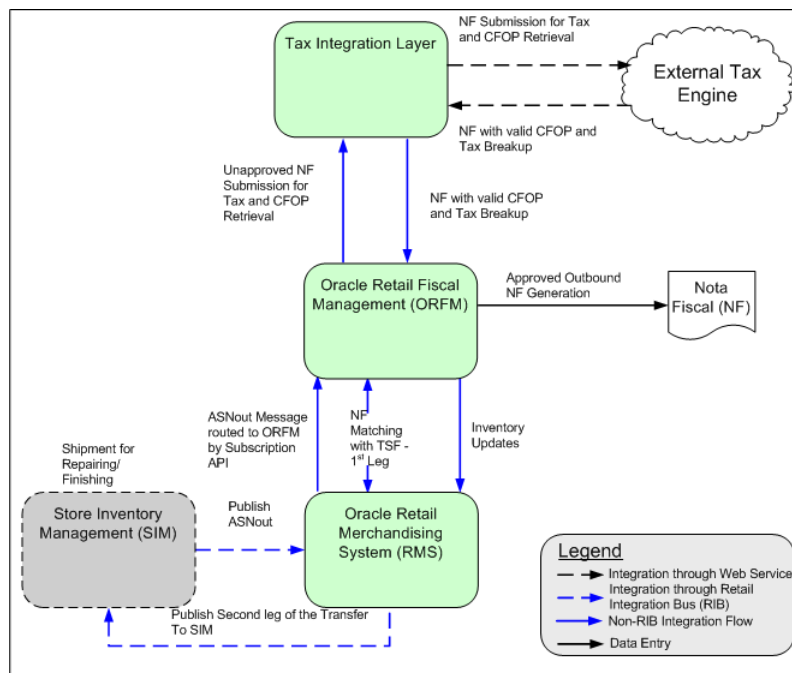 Tax Integration Layer
NF Submission for Tax
and CFOP Retrieval
External Tax
Engine
NF with valid CFOP and
Tax Breakup
Unapproved NF
Submission for
Tax and CFOP
Retrieval
NF with valid CFOP
and Tax Breakup
Oracle Retail Fiscal
Management (ORFM)
Approved Outbound
NF Generation
Nota
Fiscal (NF)
ASNout Message
routed to ORFM
by Subscription
API
NF
Matching
with TSF -
1st Leg
Inventory
Updates
Shipment for
Repairing/
Finishing
Store Inventory
Management (SIM)
Publish
ASNout
Oracle Retail
Merchandising
System (RMS)
Publish Second leg of the Transfer
To SIM
Legend
Integration through Web Service
Integration through Retail
Integration Bus (RIB)
Non-RIB Integration Flow
Data Entry